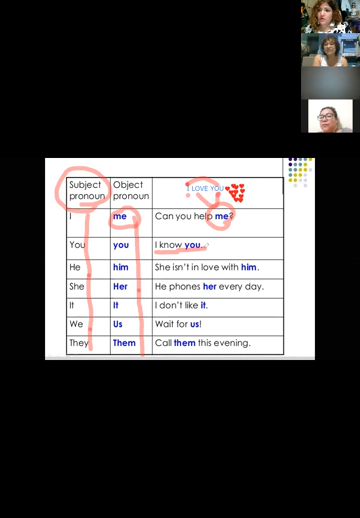 Subject pronoun Object pronoun I LOVE YOU
I me Can you help me?
You you I know you..
He him She isn't in love with him.
She Her He phones her every day.
It It I don't like it.
We Us Wait for us!
They Them Call them this evening.